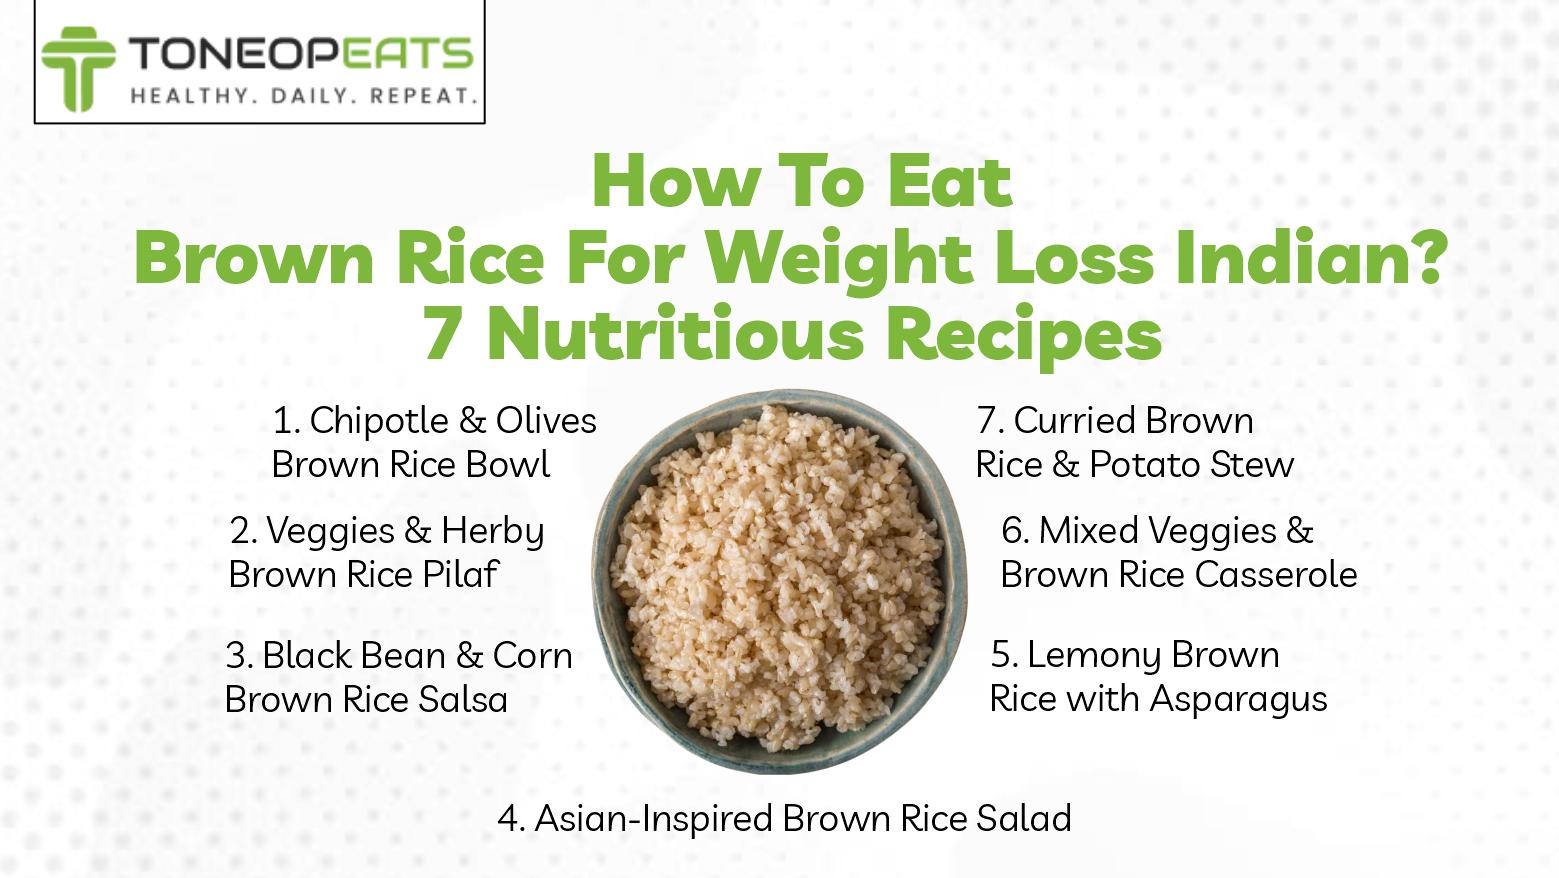 TONEOPEATS
HEALTHY. DAILY. REPEAT.
How To Eat
Brown Rice For Weight Loss Indian?
7 Nutritious Recipes
1. Chipotle & Olives
Brown Rice Bowl
2. Veggies & Herby
Brown Rice Pilaf
3. Black Bean & Corn
Brown Rice Salsa
4. Asian-Inspired Brown Rice Salad
5. Lemony Brown
Rice with Asparagus
6. Mixed Veggies &
Brown Rice Casserole
7. Curried Brown
Rice & Potato Stew